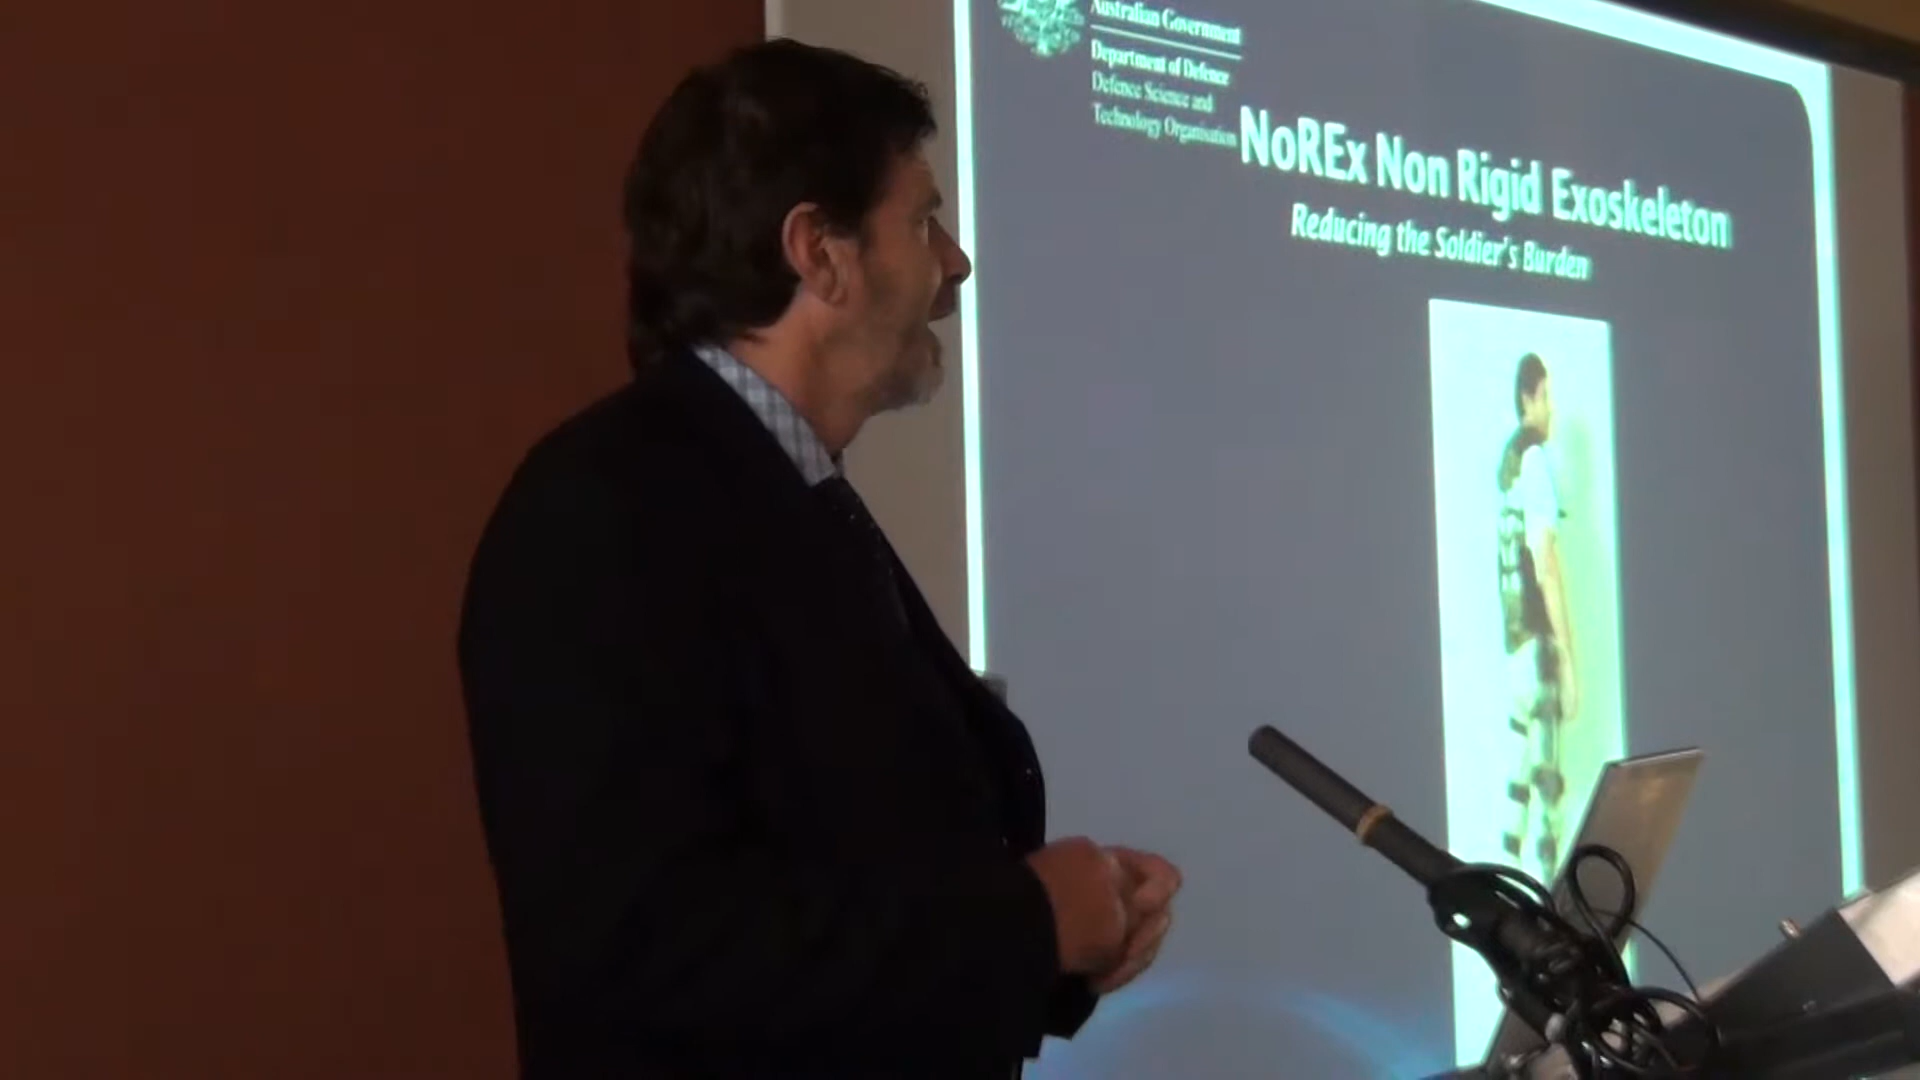 Australian Government
Department of Defence
Defence Science and
Technology Organisation
NoREx Non Rigid Exoskeleton
Reducing the Soldier's Burden